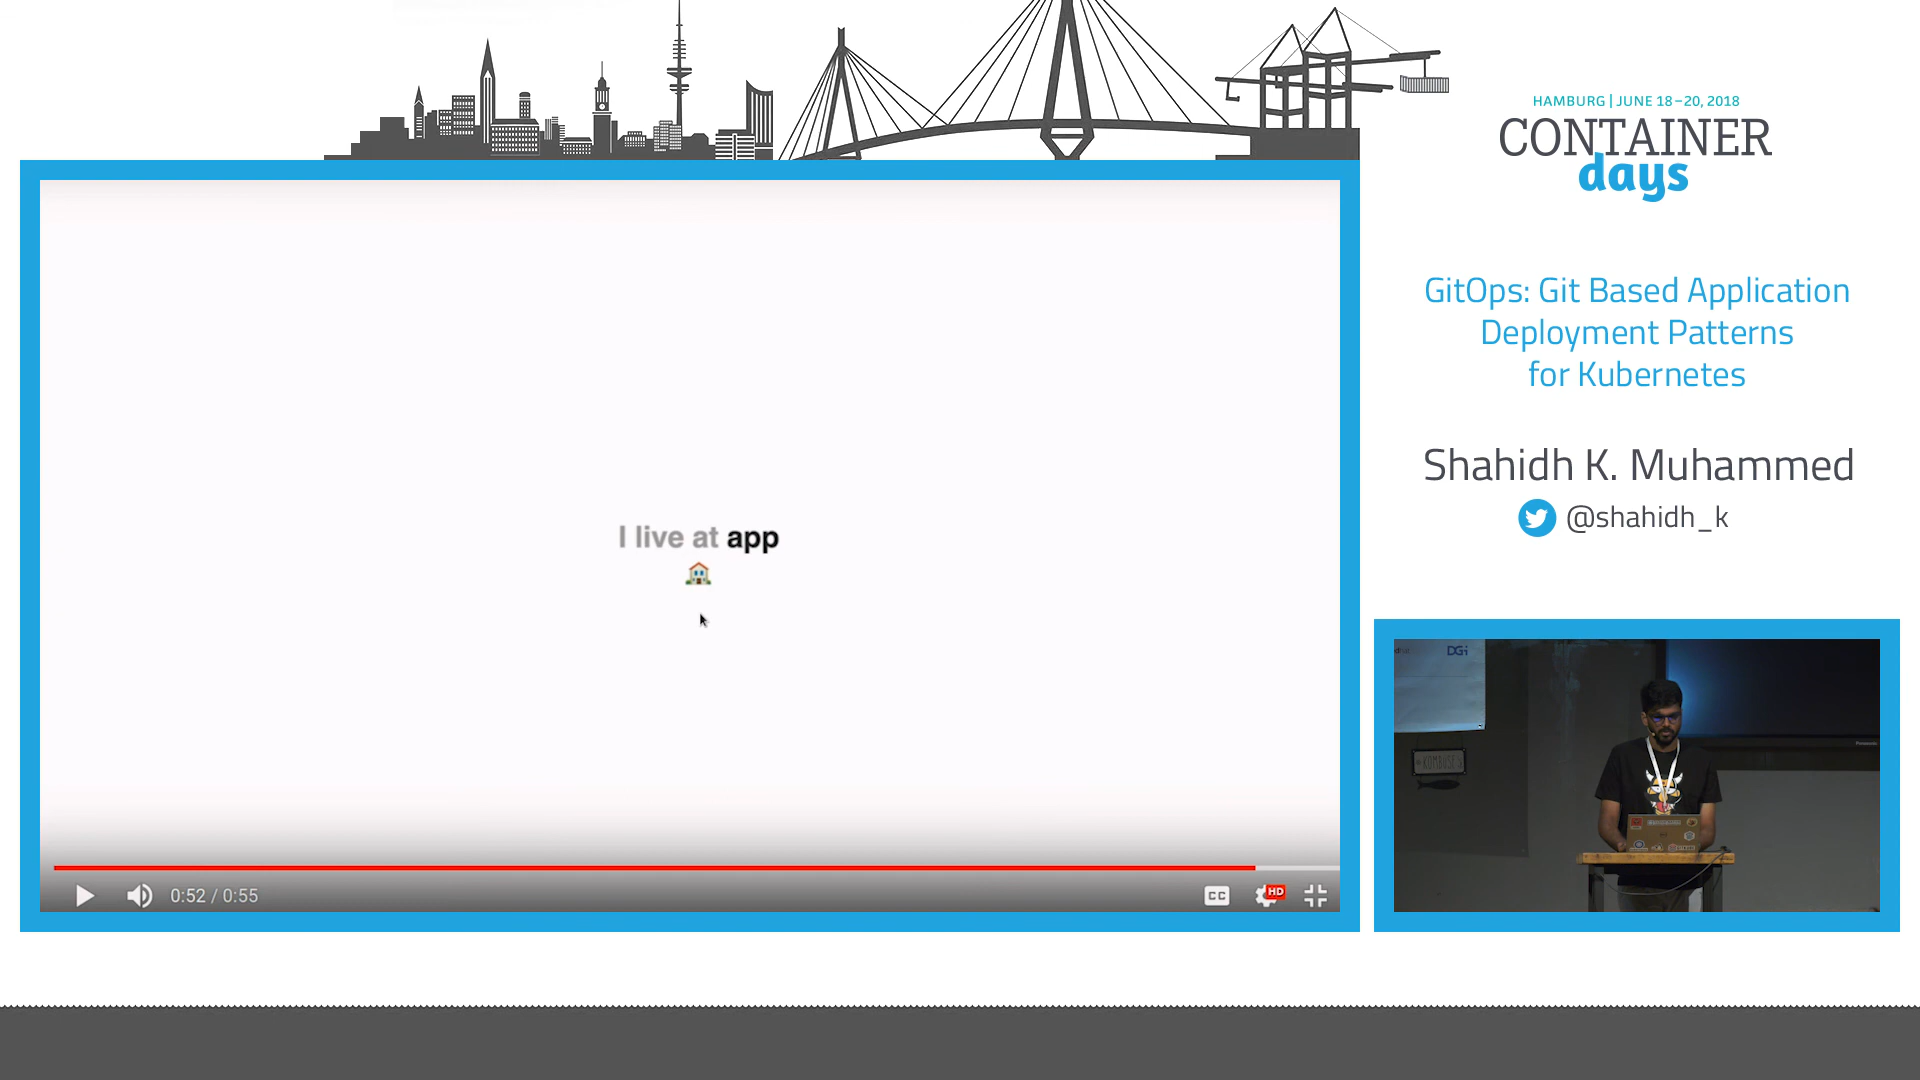 HAMBURG | JUNE 18–20, 2018
CONTAINER
days
GitOps: Git Based Application
Deployment Patterns
for Kubernetes
Shahidh K. Muhammed
@shahidh_k
I live at app
0:52 / 0:55
CC
HD
DGi